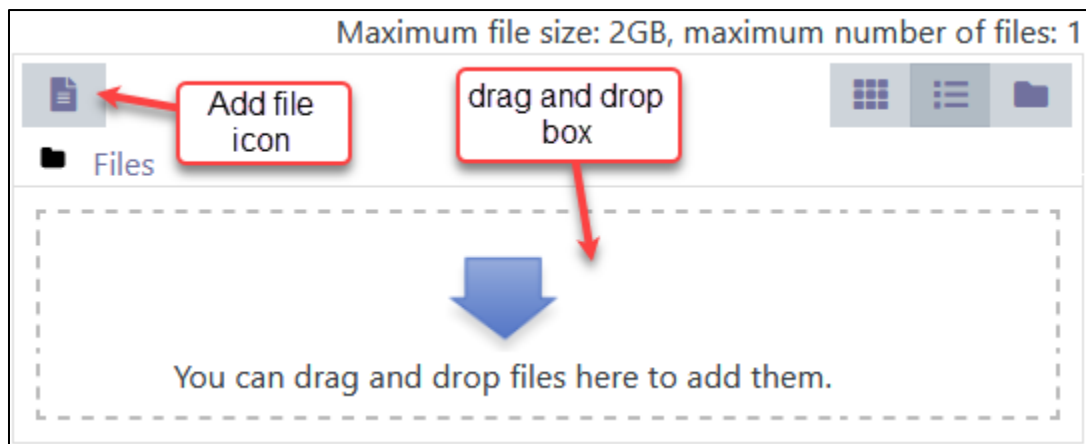 Maximum file size: 2GB, maximum number of files: 1
Add file
icon
drag and drop
box
Files
You can drag and drop files here to add them.